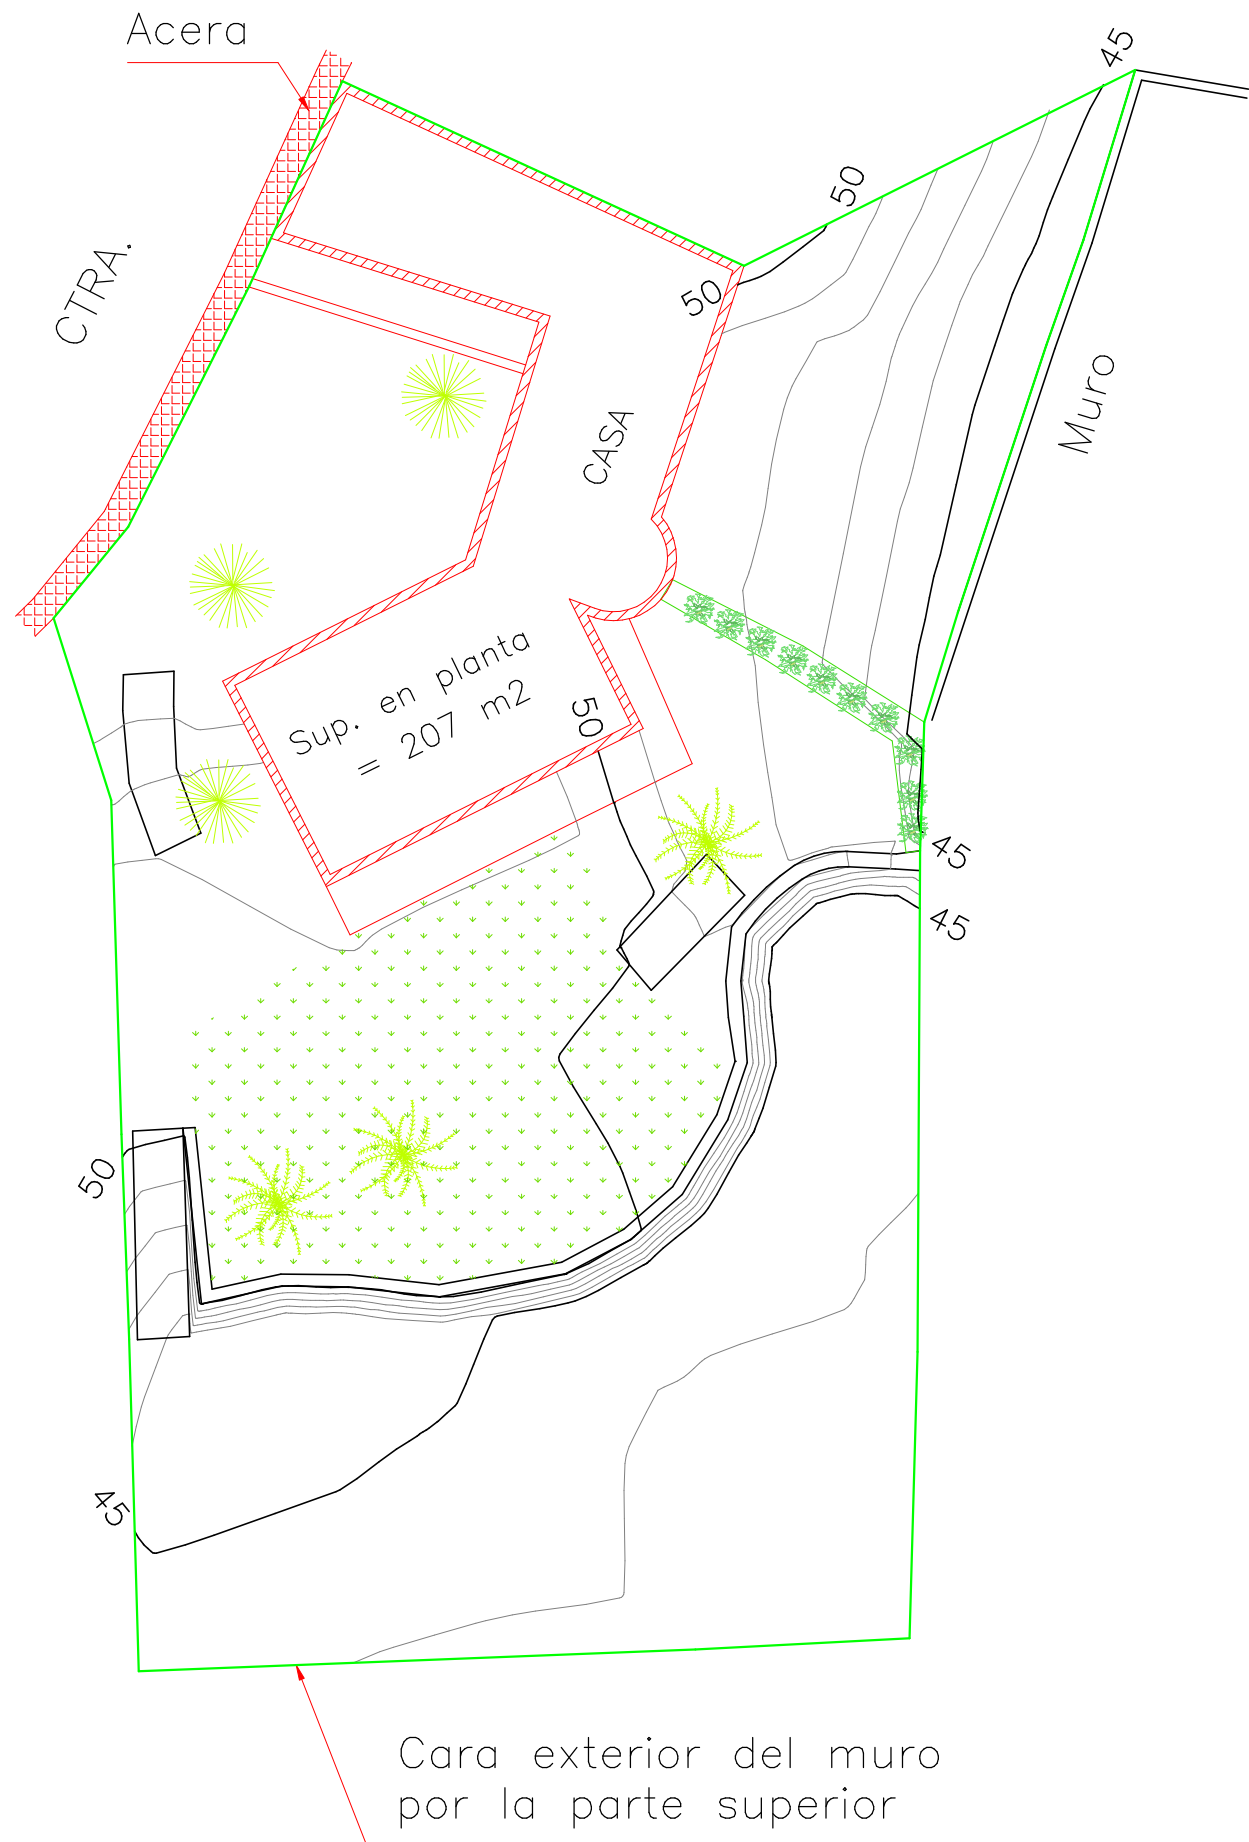 Acera
45
50
CTRA.
50
Muro
CASA
Sup. en planta
= 207 m2
50
45
45
50
45
Cara exterior del muro
por la parte superior